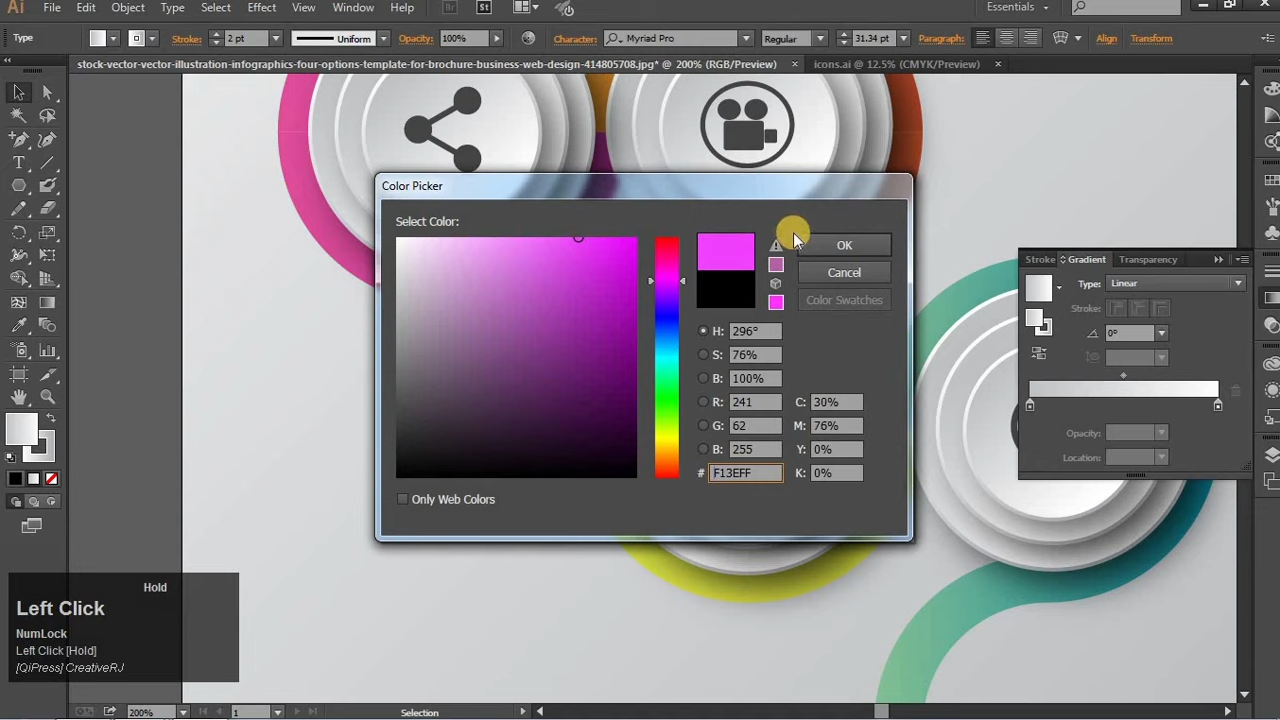 Ai File Edit Object Type Select Effect View Window Help Br St Essentials
Type Stroke: 2 pt Uniform Opacity: 100% Character: Myriad Pro Regular 31.34 pt Paragraph: Align Transform
stock-vector-vector-illustration-infographics-four-options-template-for-brochure-business-web-design-414805708.jpg* @ 200% (RGB/Preview) × icons.ai @ 12.5% (CMYK/Preview) ×
Color Picker
Select Color:
OK
Cancel
Color Swatches
H: 296°
S: 76%
B: 100%
R: 241 C: 30%
G: 62 M: 76%
B: 255 Y: 0%
# F13EFF K: 0%
Only Web Colors
Stroke Gradient Transparency
Type: Linear
Stroke:
0°
Opacity:
Location:
Hold
Left Click
NumLock
Left Click [Hold]
[QiPress] CreativeRJ
200% 1 Selection